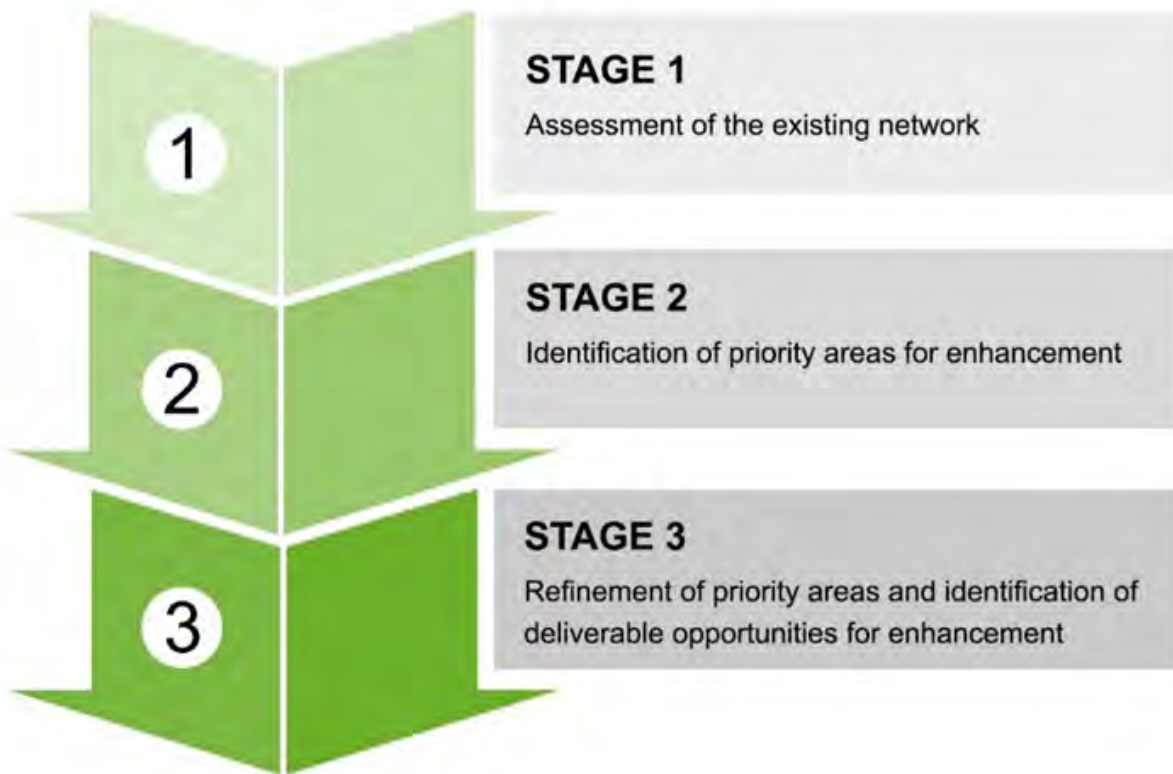 1
STAGE 1
Assessment of the existing network
2
STAGE 2
Identification of priority areas for enhancement
3
STAGE 3
Refinement of priority areas and identification of
deliverable opportunities for enhancement